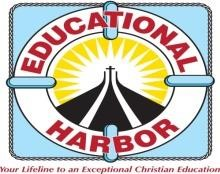 EDUCATIONAL
HARBOR
Your Lifeline to an Exceptional Christian Education